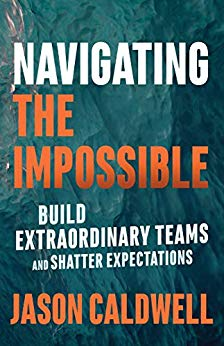 NAVIGATING
THE
IMPOSSIBLE
BUILD
EXTRAORDINARY TEAMS
AND SHATTER EXPECTATIONS
JASON CALDWELL